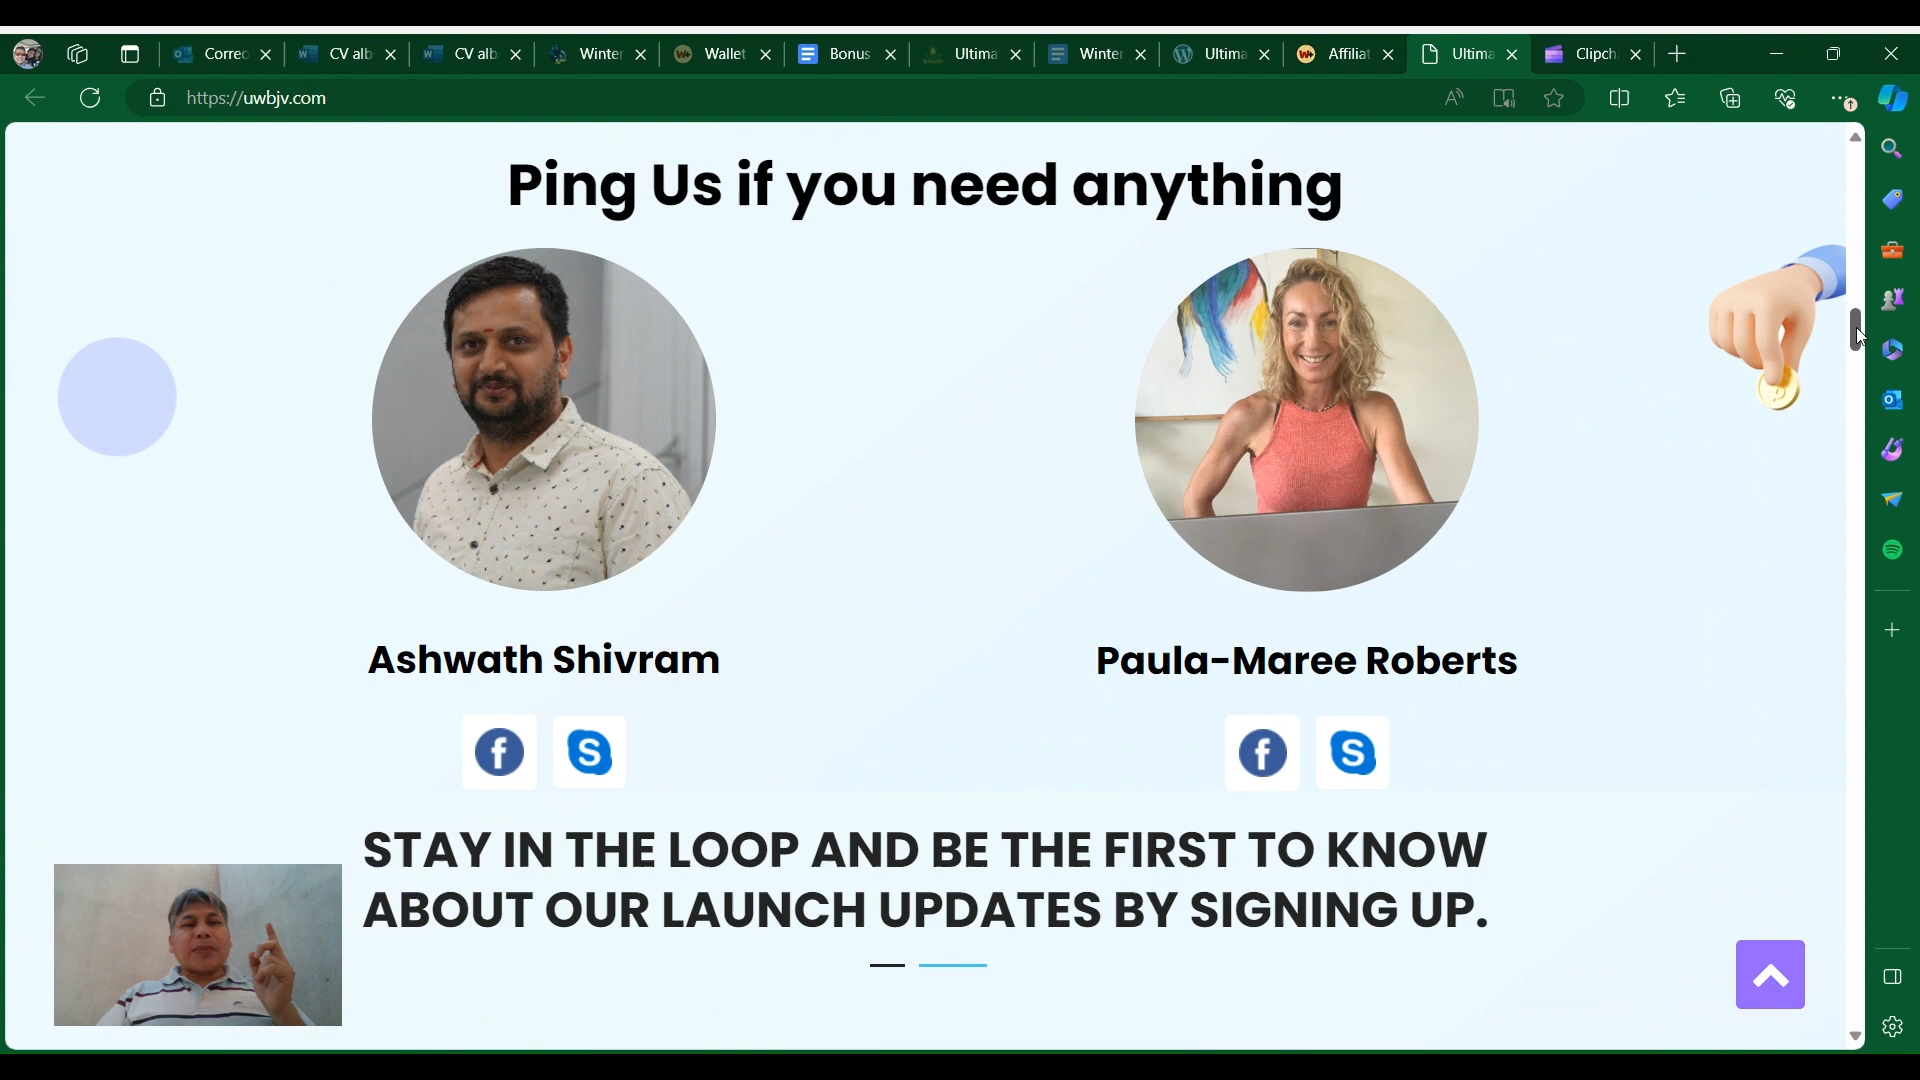 Correo
CV alb
CV alb
Winter
Wallet
Bonus
Ultima
Winter
Ultima
Affiliat
Ultima
Clipch
https://uwbjv.com
Ping Us if you need anything
Ashwath Shivram
Paula-Maree Roberts
STAY IN THE LOOP AND BE THE FIRST TO KNOW
ABOUT OUR LAUNCH UPDATES BY SIGNING UP.